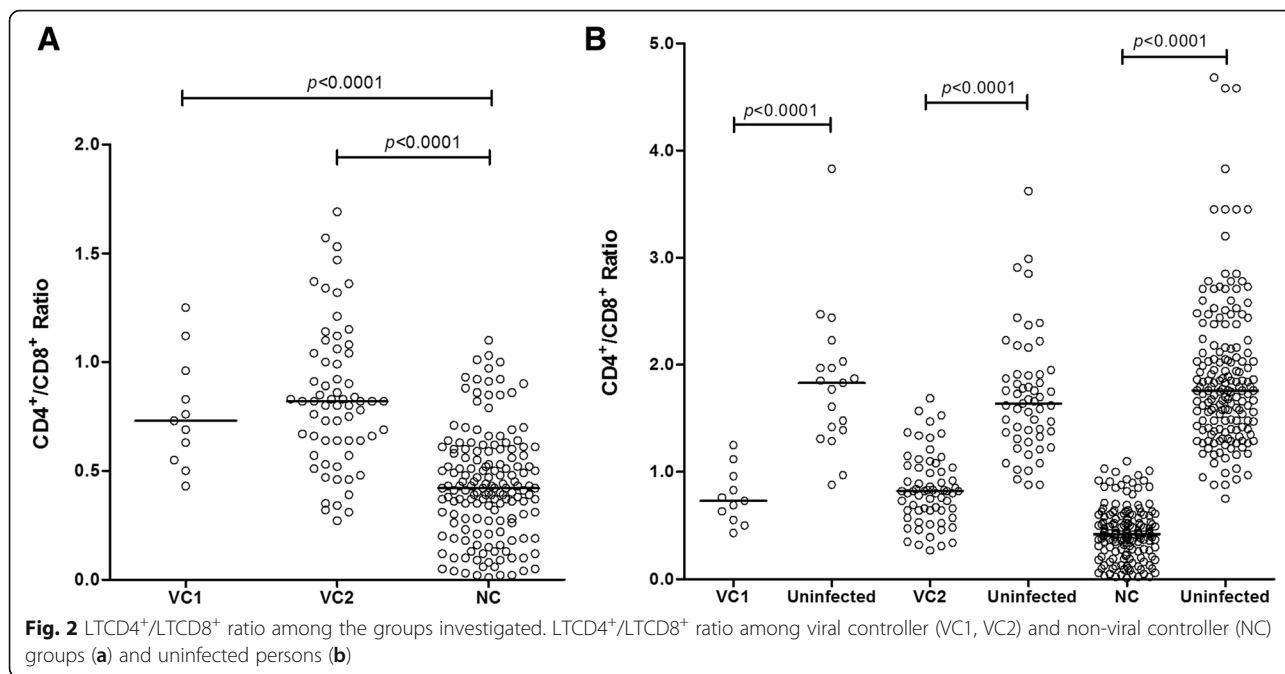 A
B
p<0.0001
p<0.0001
CD4+/CD8+ Ratio
2.0
1.5
1.0
0.5
0.0
VC1 VC2 NC
p<0.0001
p<0.0001
p<0.0001
CD4+/CD8+ Ratio
5.0
4.0
3.0
2.0
1.0
0.0
VC1 Uninfected VC2 Uninfected NC Uninfected
Fig. 2 LTCD4+/LTCD8+ ratio among the groups investigated. LTCD4+/LTCD8+ ratio among viral controller (VC1, VC2) and non-viral controller (NC)
groups (a) and uninfected persons (b)